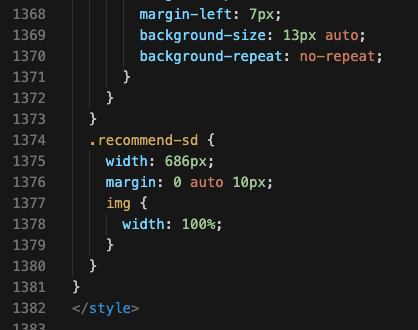 1368 margin-left: 7px;
1369 background-size: 13px auto;
1370 background-repeat: no-repeat;
1371 }
1372 }
1373 }
1374 .recommend-sd {
1375 width: 686px;
1376 margin: 0 auto 10px;
1377 img {
1378 width: 100%;
1379 }
1380 }
1381 }
1382 </style>
1383